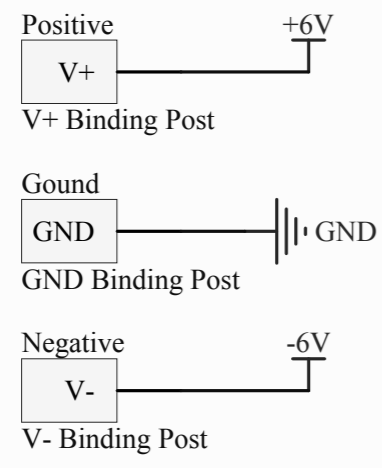 Positive +6V
V+
V+ Binding Post
Gound
GND GND
GND Binding Post
Negative -6V
V-
V- Binding Post